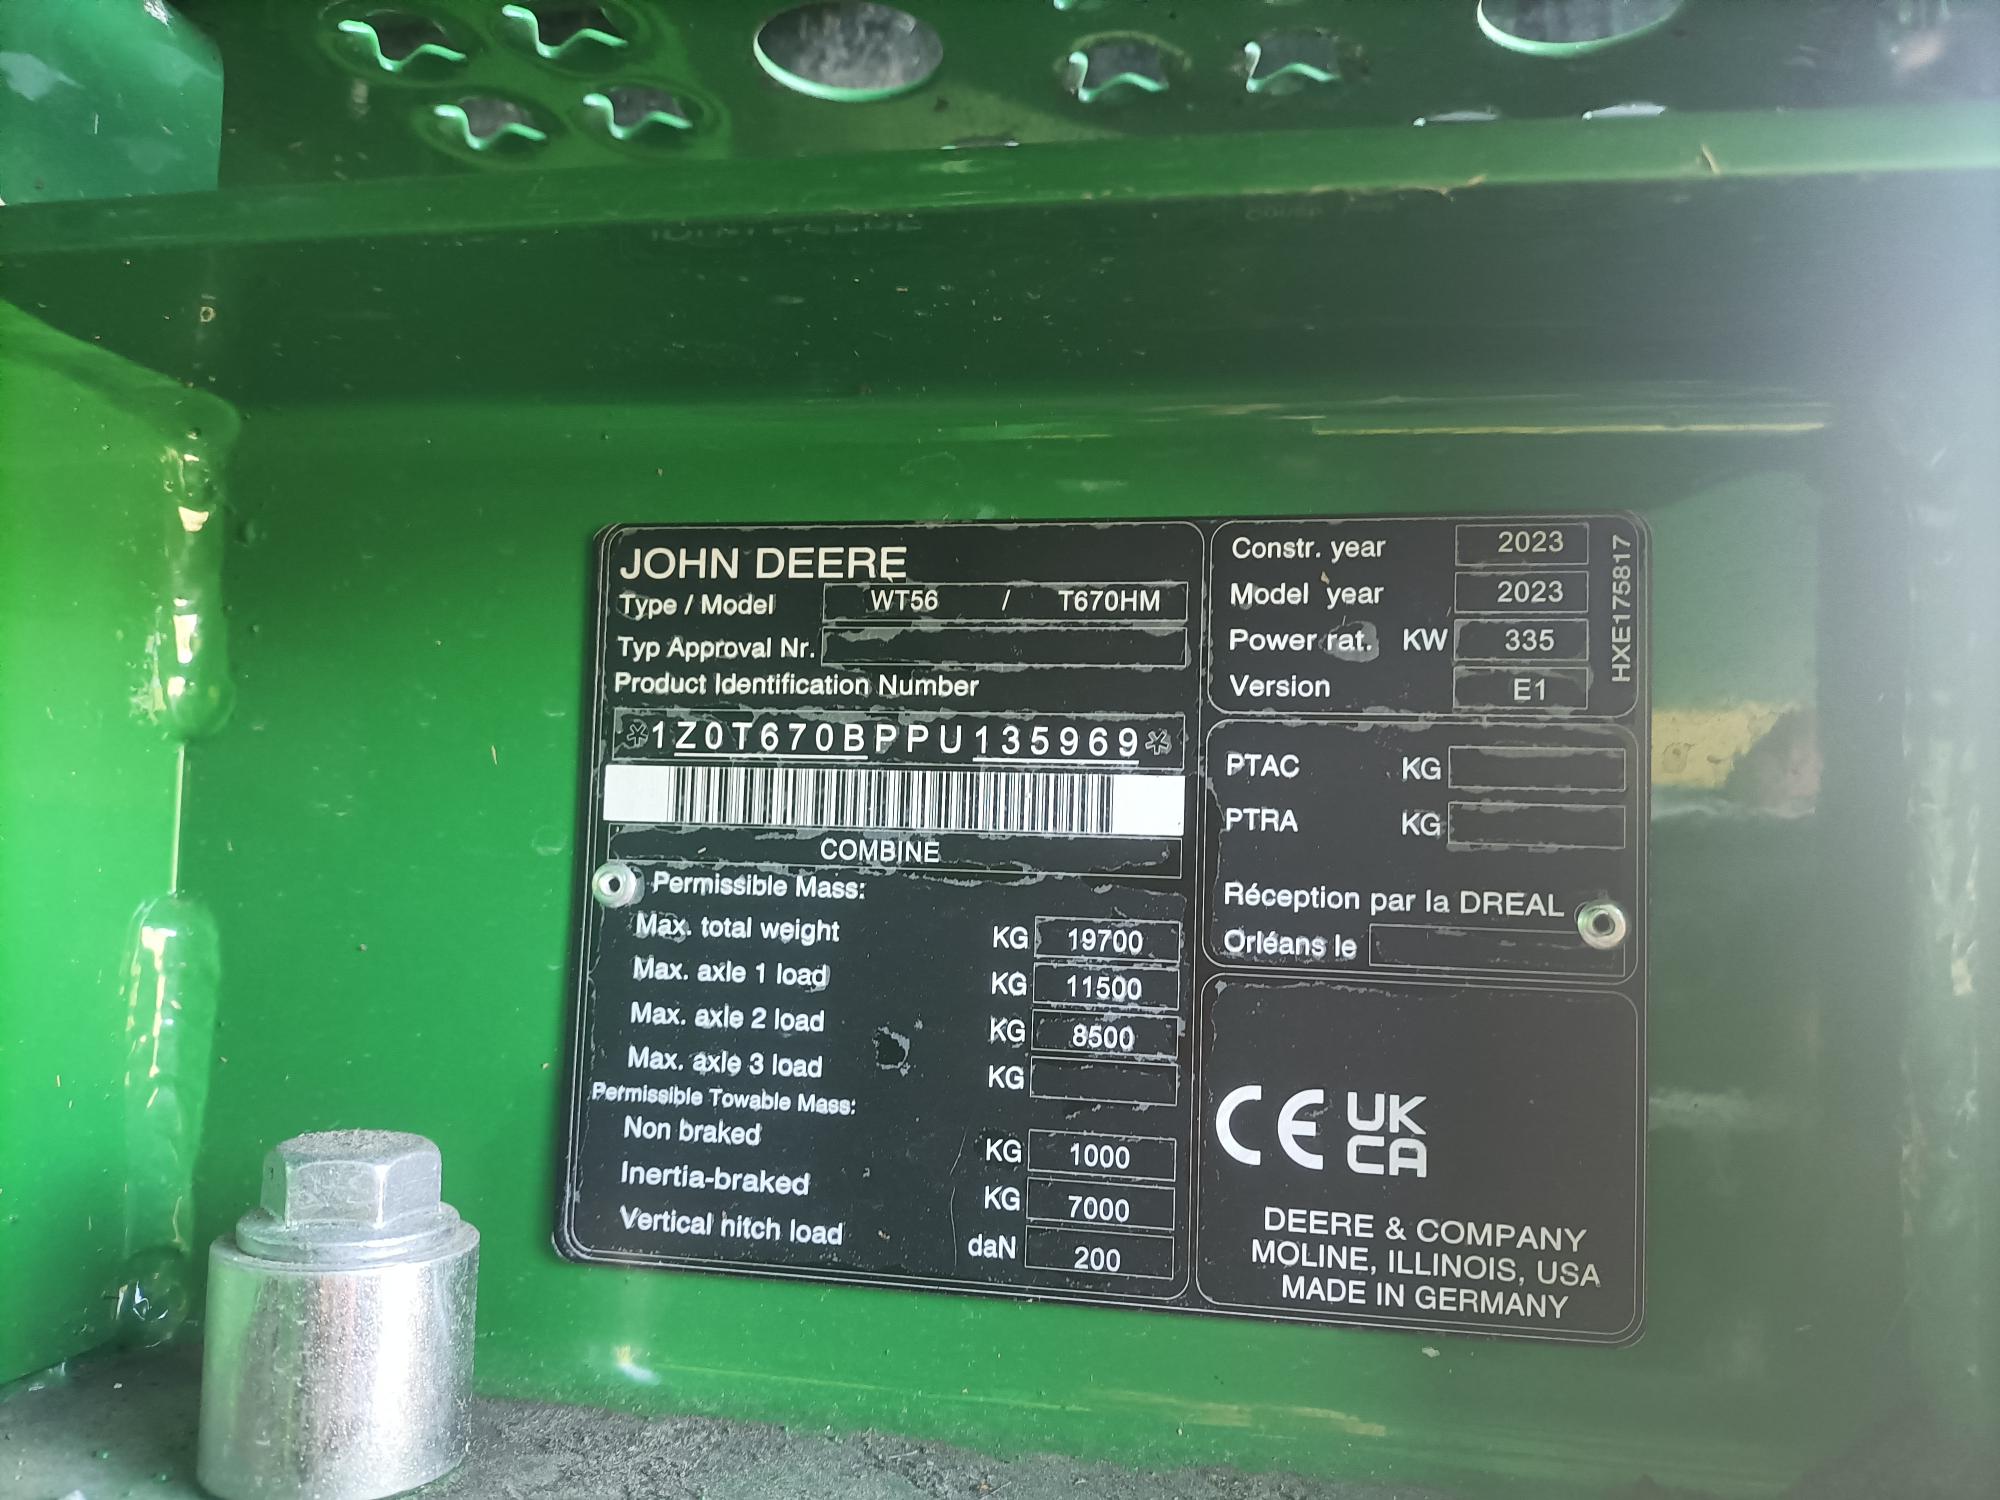 JOHN DEERE
Type / Model WT56 / T670HM
Typ Approval Nr.
Product Identification Number
*1Z0T670BPPU135969*
COMBINE
Permissible Mass:
Max. total weight KG 19700
Max. axle 1 load KG 11500
Max. axle 2 load KG 8500
Max. axle 3 load KG
Permissible Towable Mass:
Non braked KG 1000
Inertia-braked KG 7000
Vertical hitch load daN 200
Constr. year 2023
Model year 2023
Power rat. KW 335
Version E1
HXE175817
PTAC KG
PTRA KG
Réception par la DREAL
Orléans le
CE UK
CA
DEERE & COMPANY
MOLINE, ILLINOIS, USA
MADE IN GERMANY